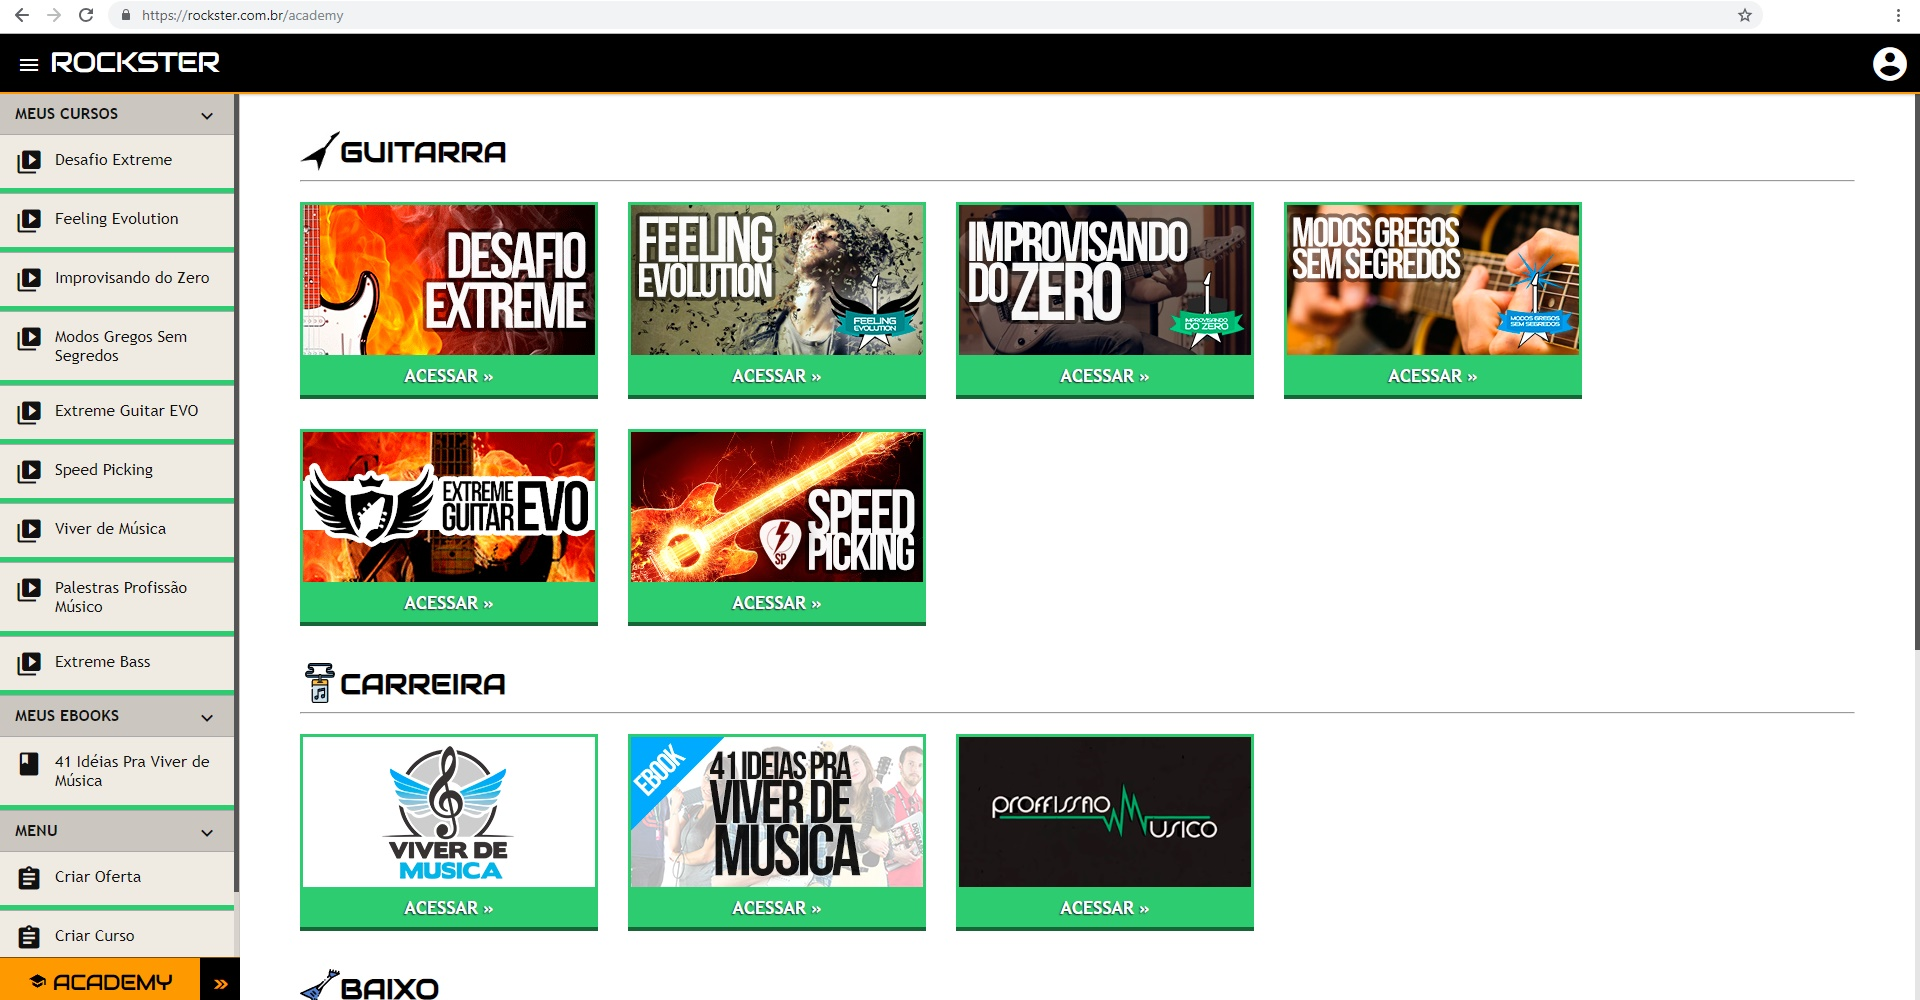 https://rockster.com.br/academy
ROCKSTER
MEUS CURSOS
Desafio Extreme
Feeling Evolution
Improvisando do Zero
Modos Gregos Sem
Segredos
Extreme Guitar EVO
Speed Picking
Viver de Música
Palestras Profissão
Músico
Extreme Bass
MEUS EBOOKS
41 Idéias Pra Viver de
Música
MENU
Criar Oferta
Criar Curso
ACADEMY »
GUITARRA
DESAFIO
EXTREME
ACESSAR »
FEELING
EVOLUTION
FEELING
EVOLUTION
ACESSAR »
IMPROVISANDO
DO ZERO
IMPROVISANDO
DO ZERO
ACESSAR »
MODOS GREGOS
SEM SEGREDOS
MODOS GREGOS
SEM SEGREDOS
ACESSAR »
EXTREME
GUITAR EVO
ACESSAR »
SPEED
PICKING
SP
ACESSAR »
CARREIRA
VIVER DE
MUSICA
ACESSAR »
EBOOK
41 IDEIAS PRA
VIVER DE
MUSICA
ACESSAR »
PROFFISSAO
MUSICO
ACESSAR »
BAIXO